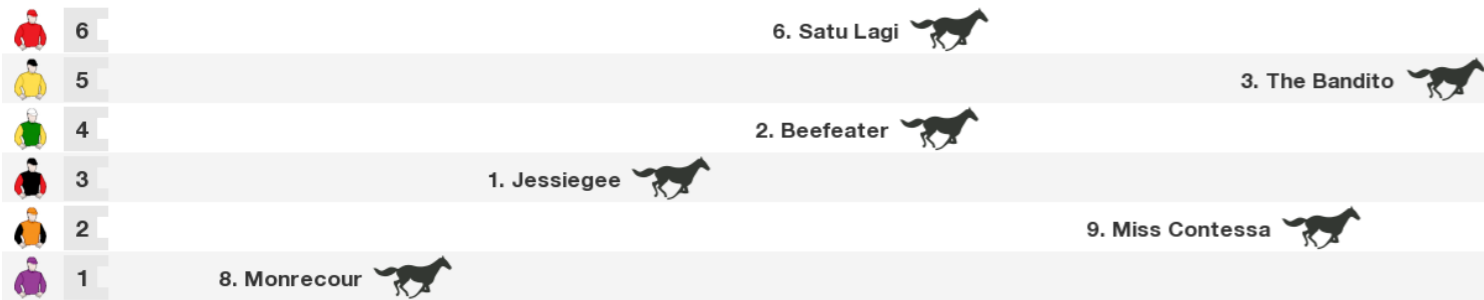 6 6. Satu Lagi
5 3. The Bandito
4 2. Beefeater
3 1. Jessiegee
2 9. Miss Contessa
1 8. Monrecour